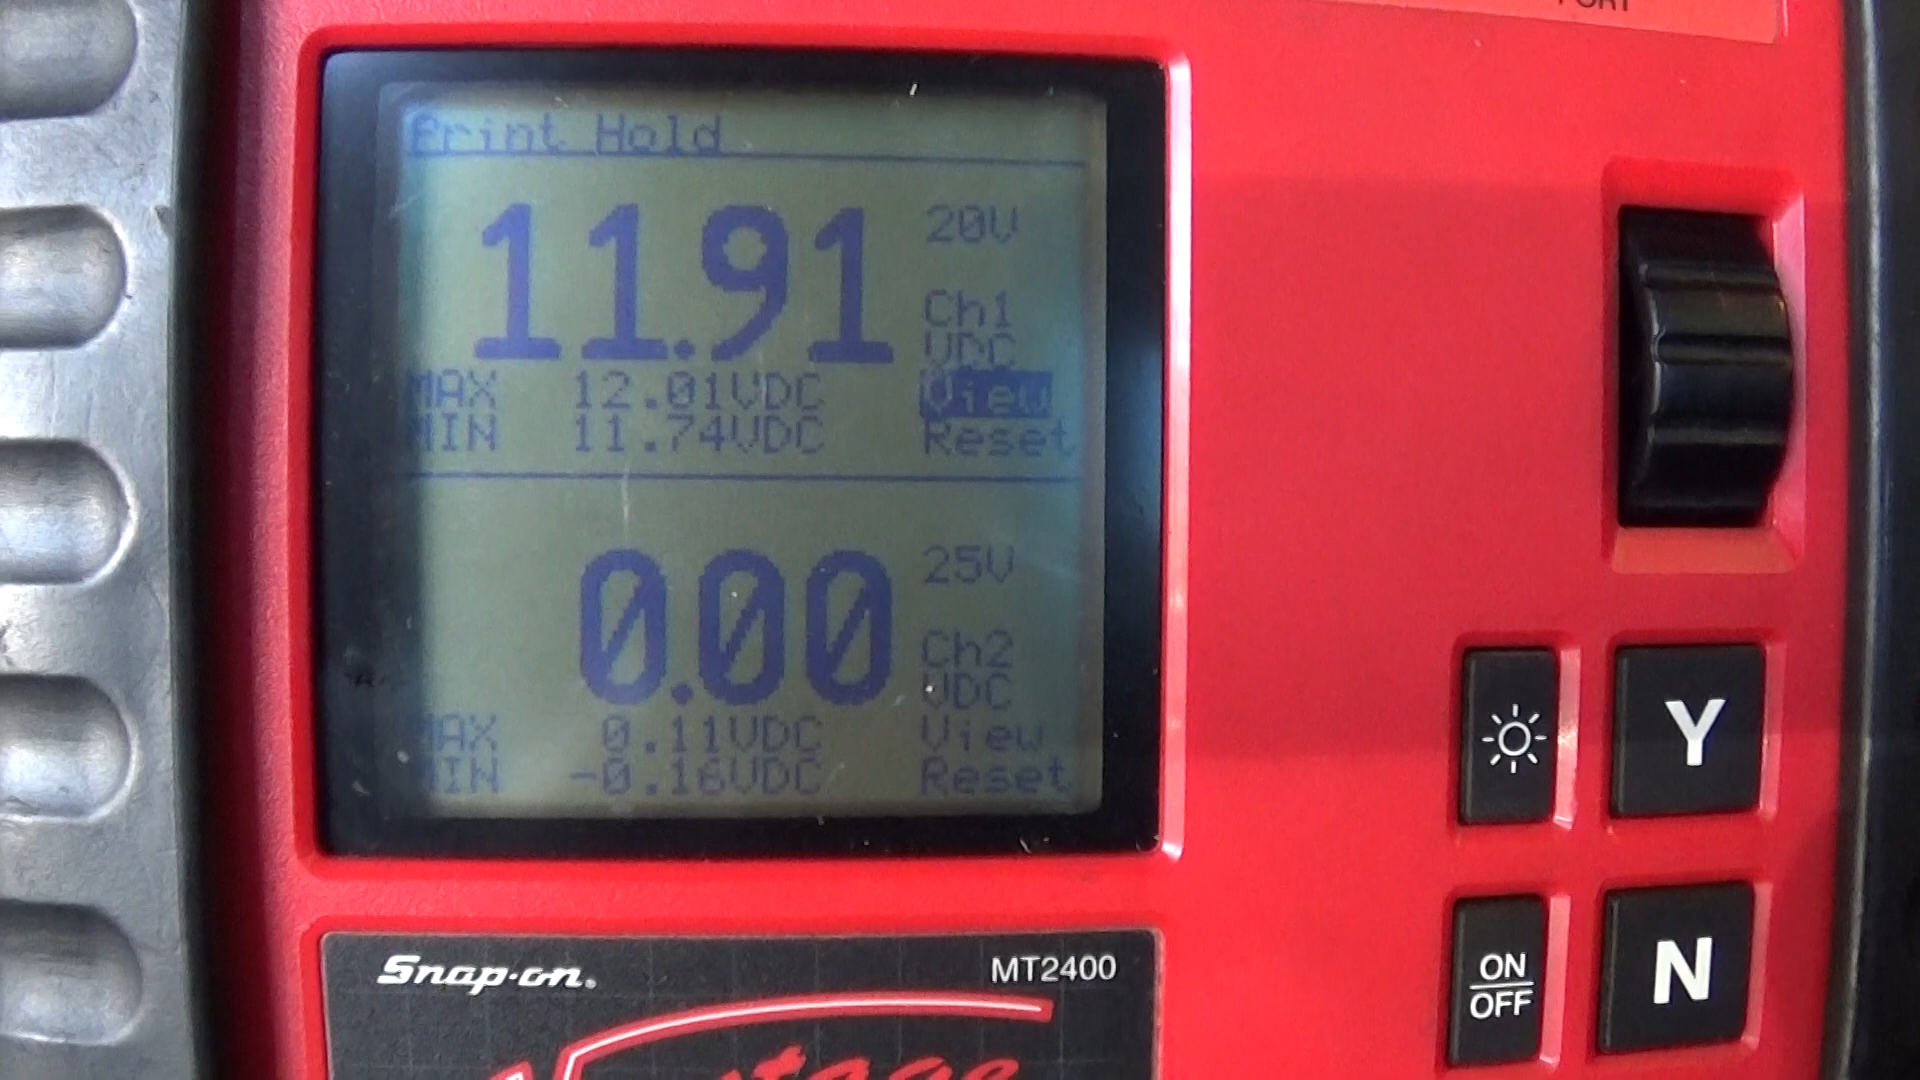 PORT
Print Hold
11.91 20V
Ch1
VDC
MAX 12.01VDC View
MIN 11.74VDC Reset
0.00 25V
Ch2
VDC
MAX 0.11VDC View
MIN -0.16VDC Reset
Y
ON
OFF
N
Snap-on. MT2400